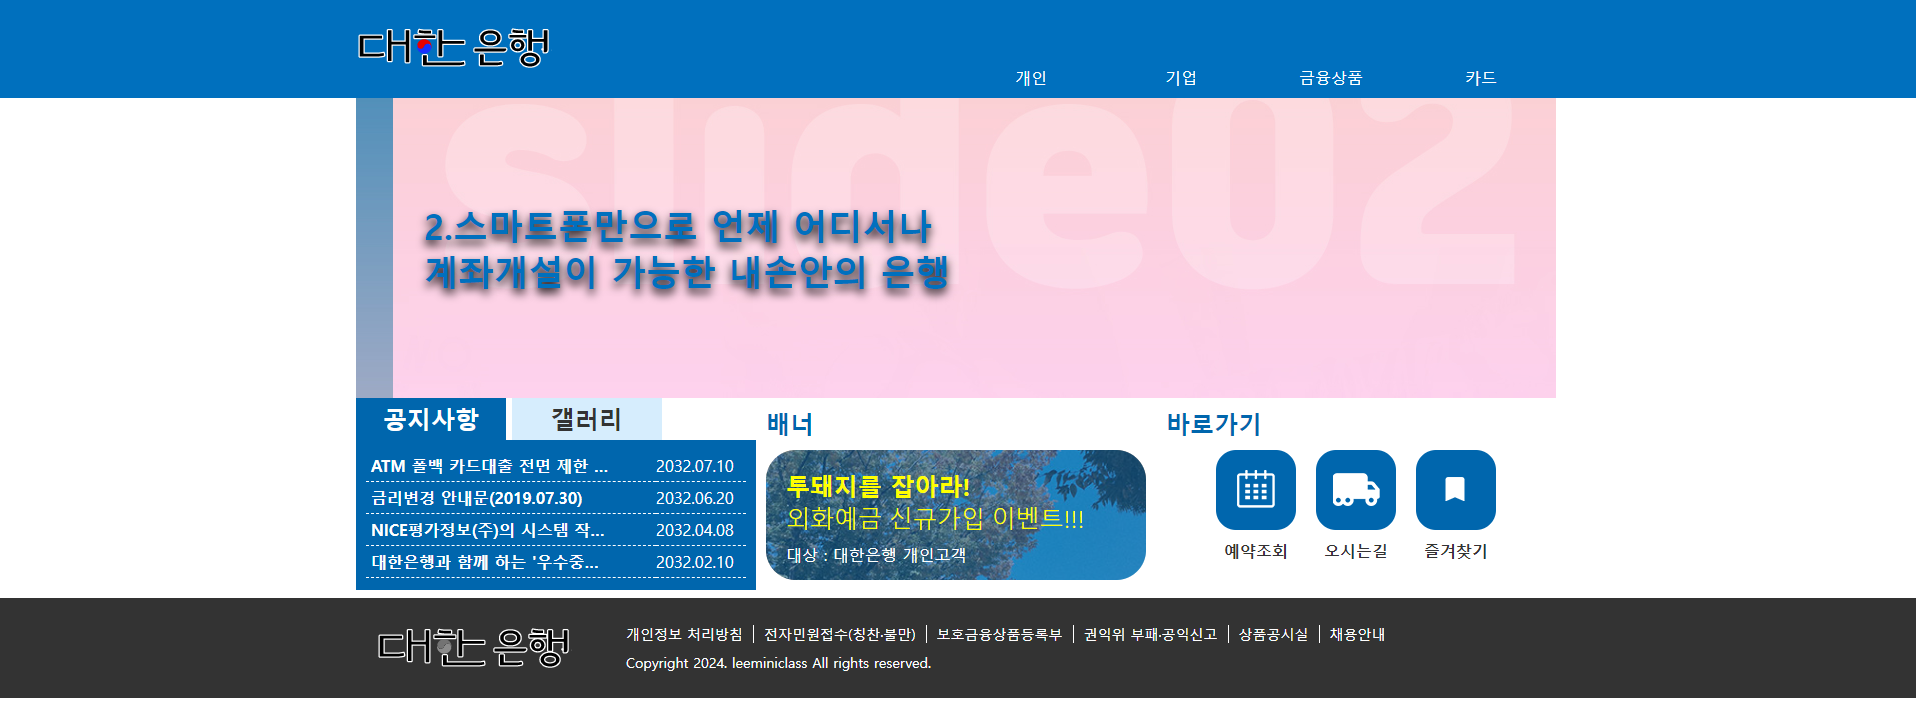 대한은행
개인
기업
금융상품
카드
slide02
2.스마트폰만으로 언제 어디서나
계좌개설이 가능한 내손안의 은행
공지사항
갤러리
ATM 폴백 카드대출 전면 제한 ... 2032.07.10
금리변경 안내문(2019.07.30) 2032.06.20
NICE평가정보(주)의 시스템 작... 2032.04.08
대한은행과 함께 하는 '우수중... 2032.02.10
배너
투돼지를 잡아라!
외화예금 신규가입 이벤트!!!
대상 : 대한은행 개인고객
바로가기
예약조회
오시는길
즐겨찾기
대한은행
개인정보 처리방침 | 전자민원접수(칭찬·불만) | 보호금융상품등록부 | 권익위 부패·공익신고 | 상품공시실 | 채용안내
Copyright 2024. leeminiclass All rights reserved.